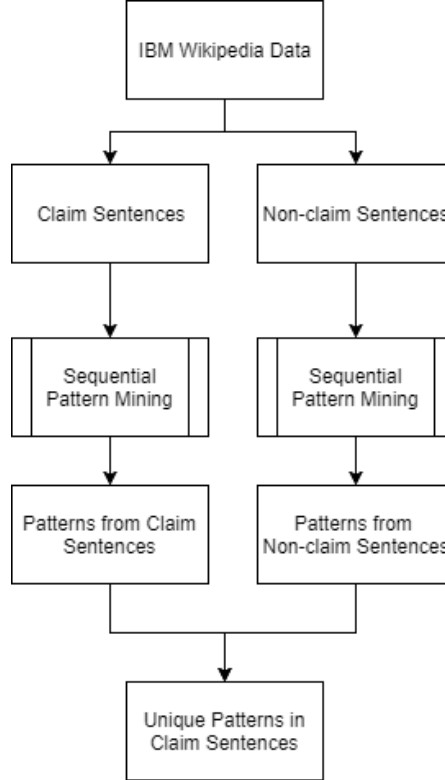 IBM Wikipedia Data
Claim Sentences
Non-claim Sentences
Sequential
Pattern Mining
Sequential
Pattern Mining
Patterns from Claim
Sentences
Patterns from
Non-claim Sentences
Unique Patterns in
Claim Sentences